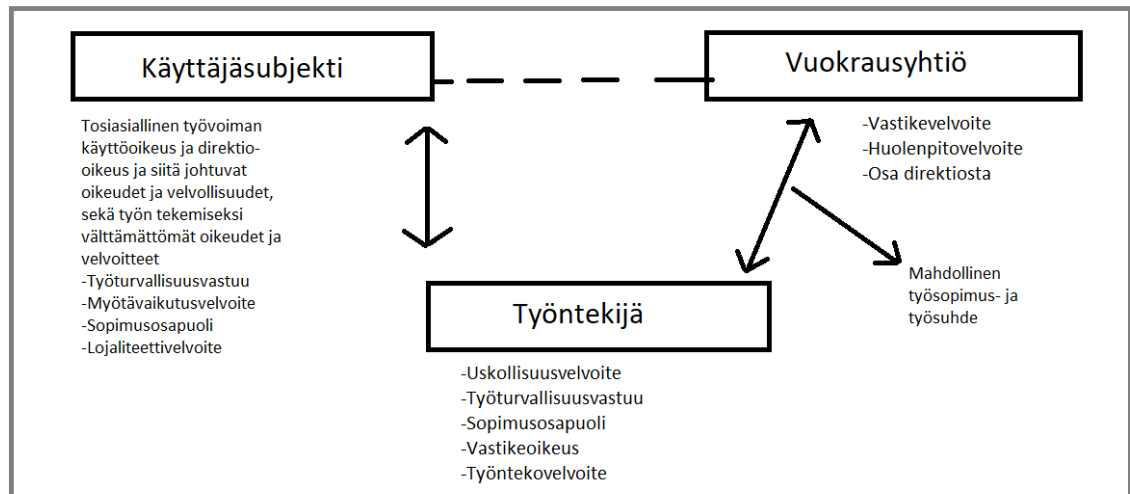 Käyttäjäsubjekti
Tosiasiallinen työvoiman
käyttöoikeus ja direktio-
oikeus ja siitä johtuvat
oikeudet ja velvollisuudet,
sekä työn tekemiseksi
välttämättömät oikeudet ja
velvoitteet
-Työturvallisuusvastuu
-Myötävaikutusvelvoite
-Sopimusosapuoli
-Lojaliteettivelvoite
Vuokrausyhtiö
-Vastikevelvoite
-Huolenpitovelvoite
-Osa direktiosta
Mahdollinen
työsopimus- ja
työsuhde
Työntekijä
-Uskollisuusvelvoite
-Työturvallisuusvastuu
-Sopimusosapuoli
-Vastikeoikeus
-Työntekovelvoite